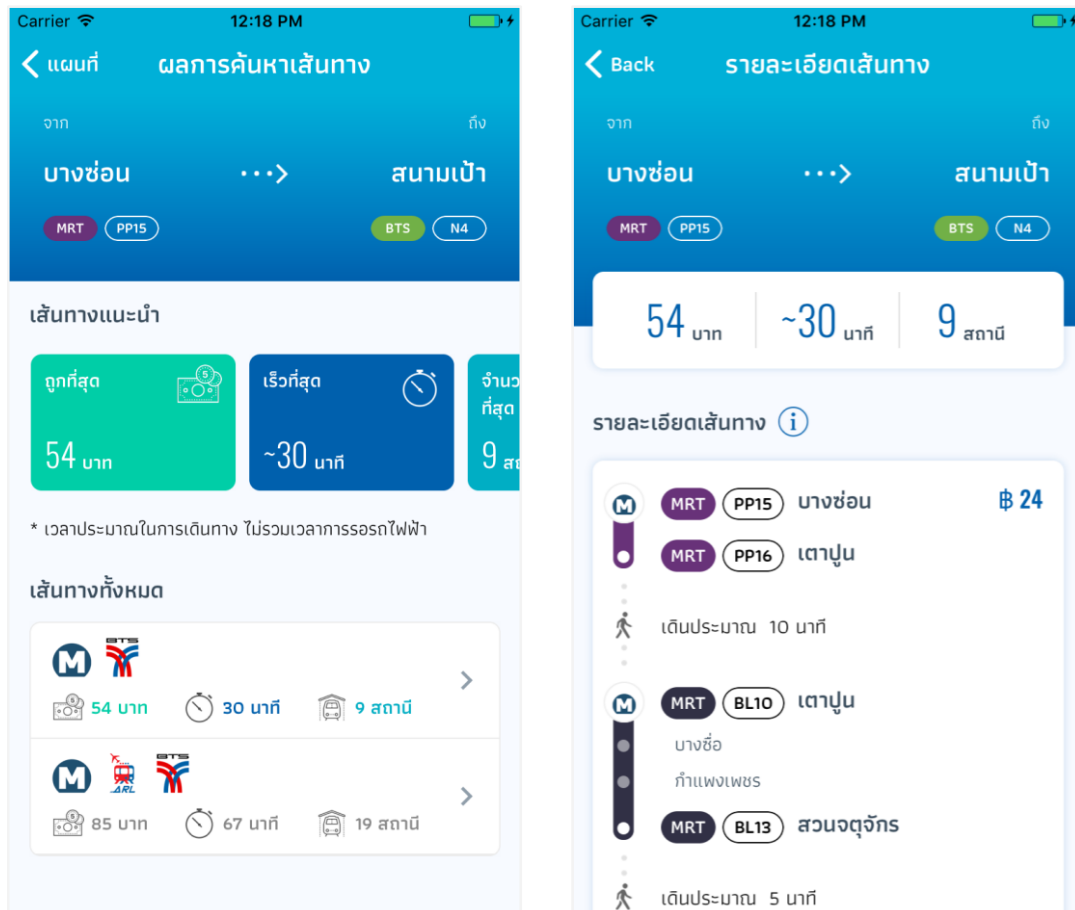 Carrier 12:18 PM
แผนที่ ผลการค้นหาเส้นทาง
จาก ถึง
บางซ่อน สนามเป้า
MRT PP15 BTS N4
เส้นทางแนะนำ
ถูกที่สุด
54 บาท
เร็วที่สุด
~30 นาที
จำนว
ที่สุด
9 สถ
* เวลาประมาณในการเดินทาง ไม่รวมเวลาการรอรถไฟฟ้า
เส้นทางทั้งหมด
BTS
54 บาท 30 นาที 9 สถานี
ARL BTS
85 บาท 67 นาที 19 สถานี
Carrier 12:18 PM
Back รายละเอียดเส้นทาง
จาก ถึง
บางซ่อน สนามเป้า
MRT PP15 BTS N4
54 บาท ~30 นาที 9 สถานี
รายละเอียดเส้นทาง i
M MRT PP15 บางซ่อน ฿ 24
MRT PP16 เตาปูน
เดินประมาณ 10 นาที
M MRT BL10 เตาปูน
บางซื่อ
กำแพงเพชร
MRT BL13 สวนจตุจักร
เดินประมาณ 5 นาที